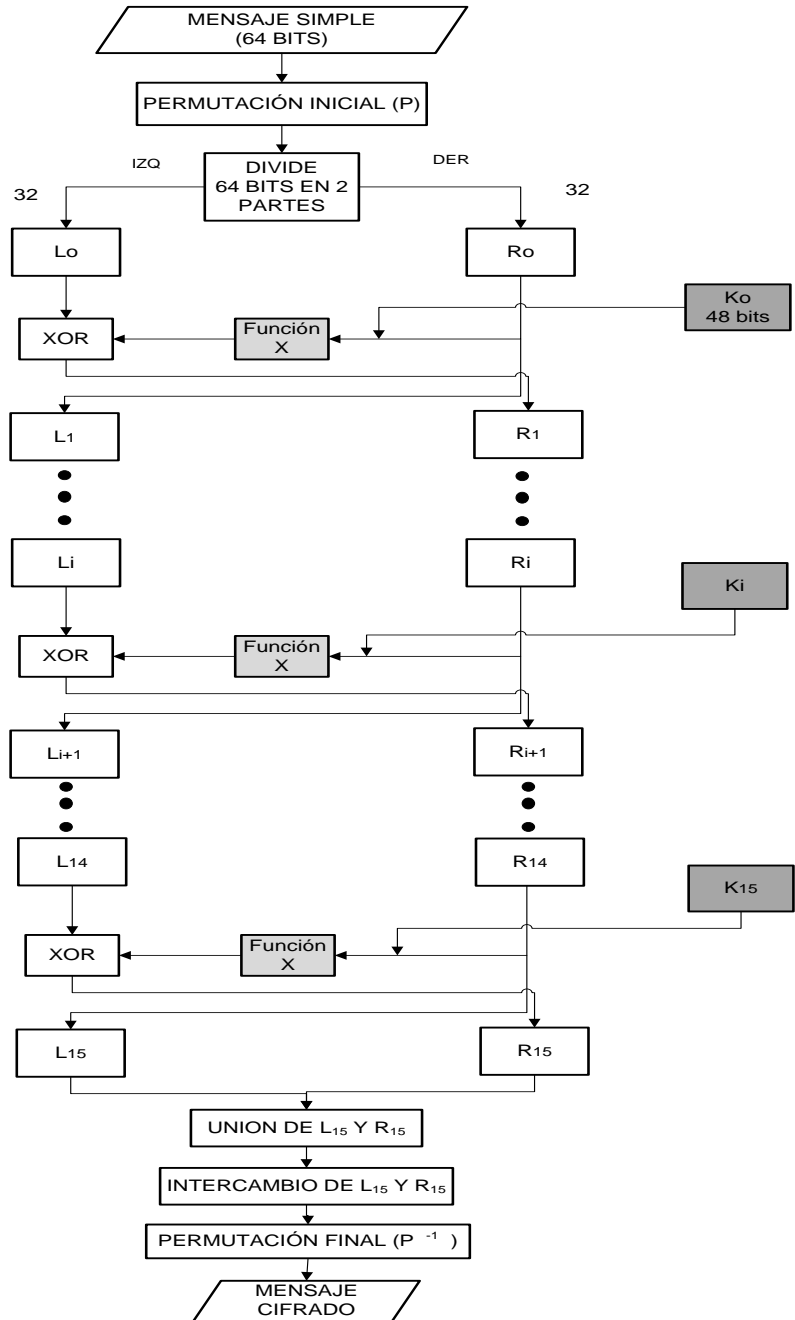 MENSAJE SIMPLE
(64 BITS)
PERMUTACIÓN INICIAL (P)
IZQ
DIVIDE
64 BITS EN 2
PARTES
DER
32
32
Lo
Ro
Ko
48 bits
XOR
Función
X
L1
R1
Li
Ri
Ki
XOR
Función
X
Li+1
Ri+1
L14
R14
K15
XOR
Función
X
L15
R15
UNION DE L15 Y R15
INTERCAMBIO DE L15 Y R15
PERMUTACIÓN FINAL (P -1 )
MENSAJE
CIFRADO